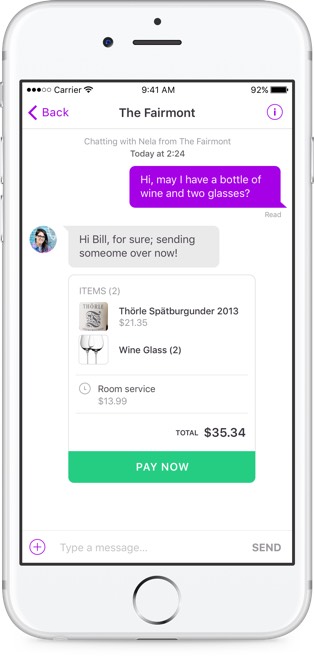 Carrier
9:41 AM
92%
Back
The Fairmont
Chatting with Nela from The Fairmont
Today at 2:24
Hi, may I have a bottle of
wine and two glasses?
Read
Hi Bill, for sure; sending
someone over now!
ITEMS (2)
THÖRLE
Thörle Spätburgunder 2013
$21.35
Wine Glass (2)
Room service
$13.99
TOTAL $35.34
PAY NOW
Type a message...
SEND